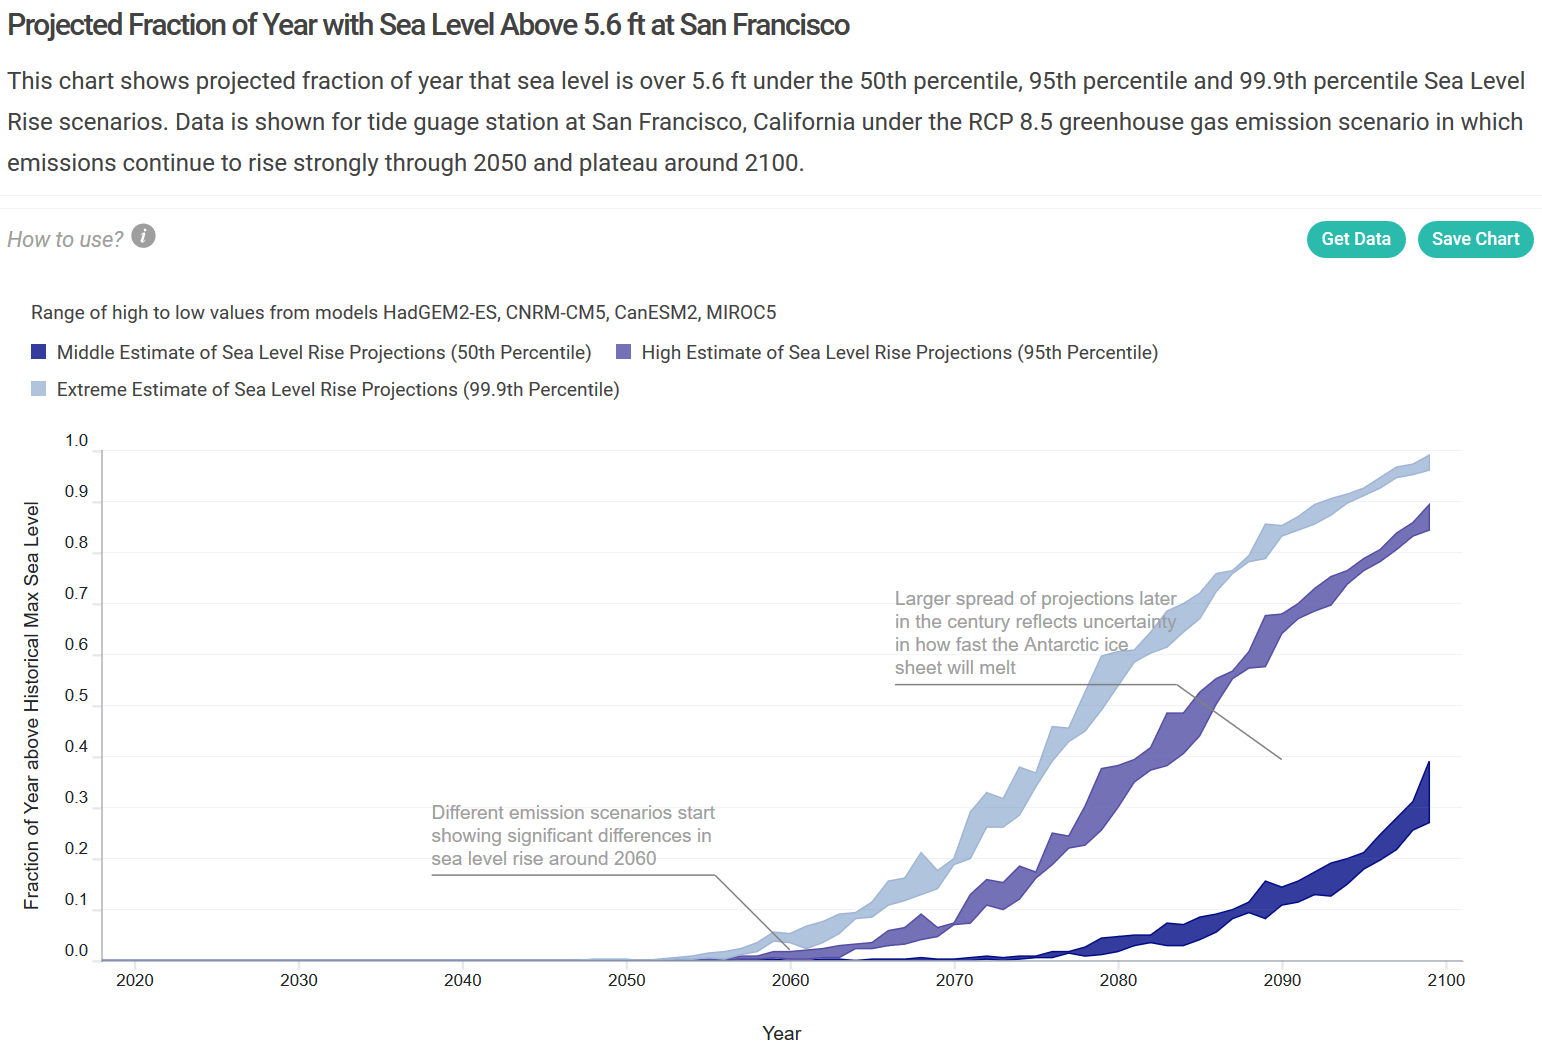 Projected Fraction of Year with Sea Level Above 5.6 ft at San Francisco
This chart shows projected fraction of year that sea level is over 5.6 ft under the 50th percentile, 95th percentile and 99.9th percentile Sea Level
Rise scenarios. Data is shown for tide guage station at San Francisco, California under the RCP 8.5 greenhouse gas emission scenario in which
emissions continue to rise strongly through 2050 and plateau around 2100.
How to use? i
Get Data
Save Chart
Range of high to low values from models HadGEM2-ES, CNRM-CM5, CanESM2, MIROC5
Middle Estimate of Sea Level Rise Projections (50th Percentile)
High Estimate of Sea Level Rise Projections (95th Percentile)
Extreme Estimate of Sea Level Rise Projections (99.9th Percentile)
Fraction of Year above Historical Max Sea Level
1.0
0.9
0.8
0.7
0.6
0.5
0.4
0.3
0.2
0.1
0.0
Larger spread of projections later
in the century reflects uncertainty
in how fast the Antarctic ice
sheet will melt
Different emission scenarios start
showing significant differences in
sea level rise around 2060
2020
2030
2040
2050
2060
2070
2080
2090
2100
Year